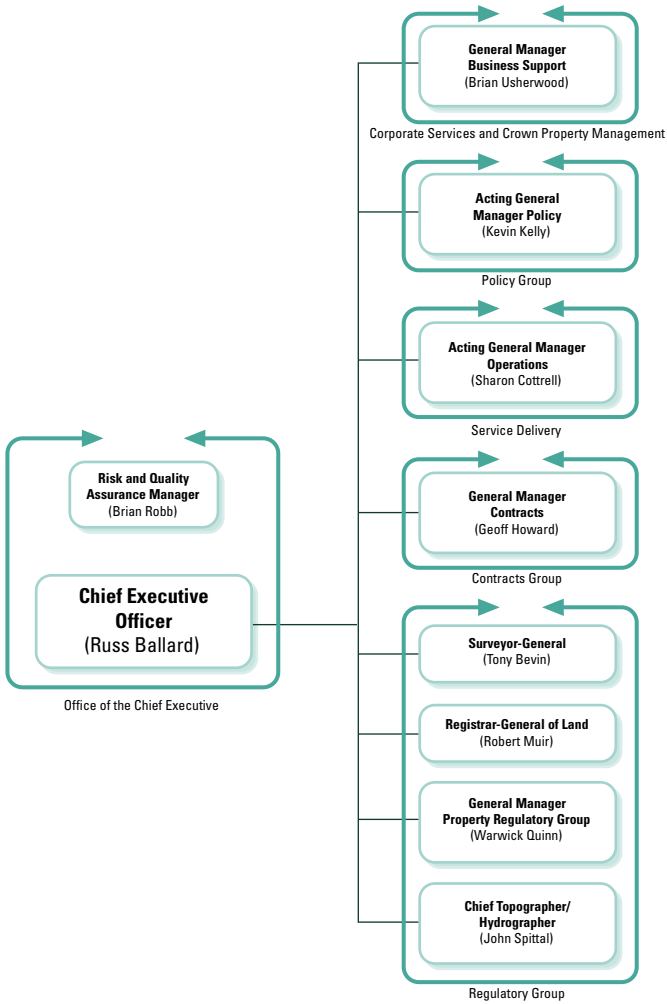 General Manager
Business Support
(Brian Usherwood)
Corporate Services and Crown Property Management
Acting General
Manager Policy
(Kevin Kelly)
Policy Group
Acting General Manager
Operations
(Sharon Cottrell)
Service Delivery
Risk and Quality
Assurance Manager
(Brian Robb)
Chief Executive
Officer
(Russ Ballard)
Office of the Chief Executive
General Manager
Contracts
(Geoff Howard)
Contracts Group
Surveyor-General
(Tony Bevin)
Registrar-General of Land
(Robert Muir)
General Manager
Property Regulatory Group
(Warwick Quinn)
Chief Topographer/
Hydrographer
(John Spittal)
Regulatory Group